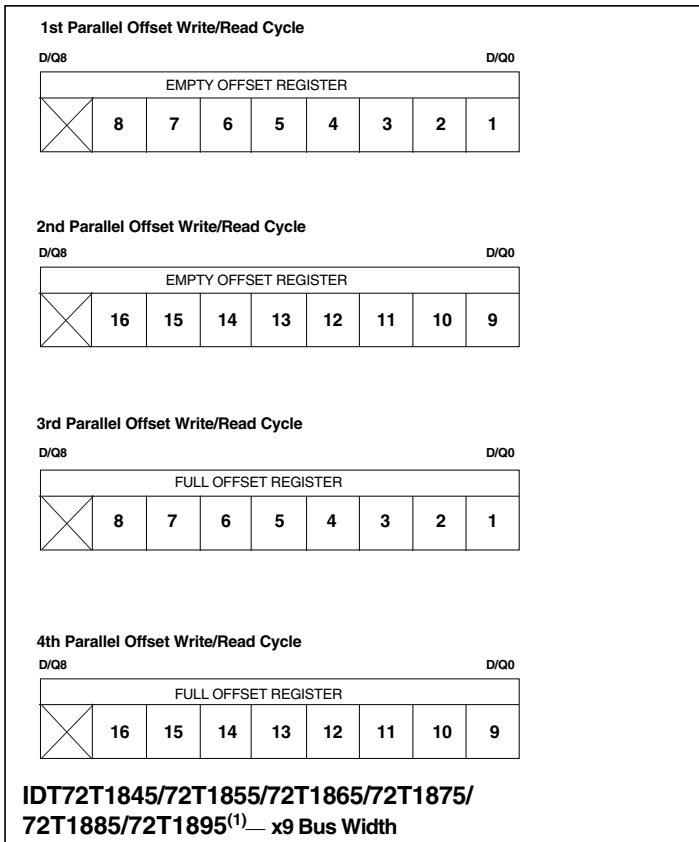 1st Parallel Offset Write/Read Cycle
D/Q8 D/Q0
EMPTY OFFSET REGISTER
8 7 6 5 4 3 2 1
2nd Parallel Offset Write/Read Cycle
D/Q8 D/Q0
EMPTY OFFSET REGISTER
16 15 14 13 12 11 10 9
3rd Parallel Offset Write/Read Cycle
D/Q8 D/Q0
FULL OFFSET REGISTER
8 7 6 5 4 3 2 1
4th Parallel Offset Write/Read Cycle
D/Q8 D/Q0
FULL OFFSET REGISTER
16 15 14 13 12 11 10 9
IDT72T1845/72T1855/72T1865/72T1875/
72T1885/72T1895(1)— x9 Bus Width